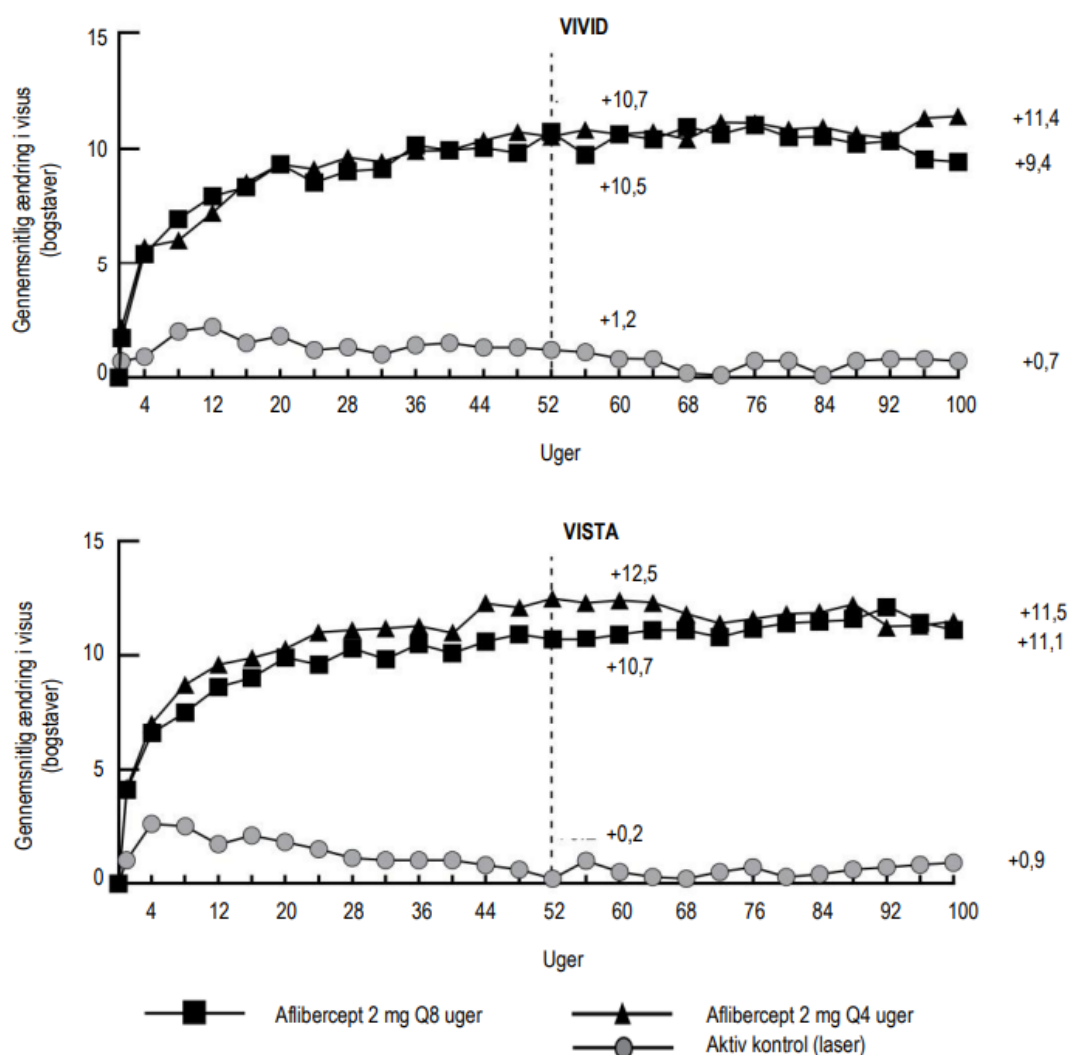 VIVID
15
10
5
0
Gennemsnitlig ændring i visus
(bogstaver)
+10,7
+10,5
+1,2
+11,4
+9,4
+0,7
4 12 20 28 36 44 52 60 68 76 84 92 100
Uger
VISTA
15
10
5
0
Gennemsnitlig ændring i visus
(bogstaver)
+12,5
+10,7
+0,2
+11,5
+11,1
+0,9
4 12 20 28 36 44 52 60 68 76 84 92 100
Uger
Aflibercept 2 mg Q8 uger
Aflibercept 2 mg Q4 uger
Aktiv kontrol (laser)